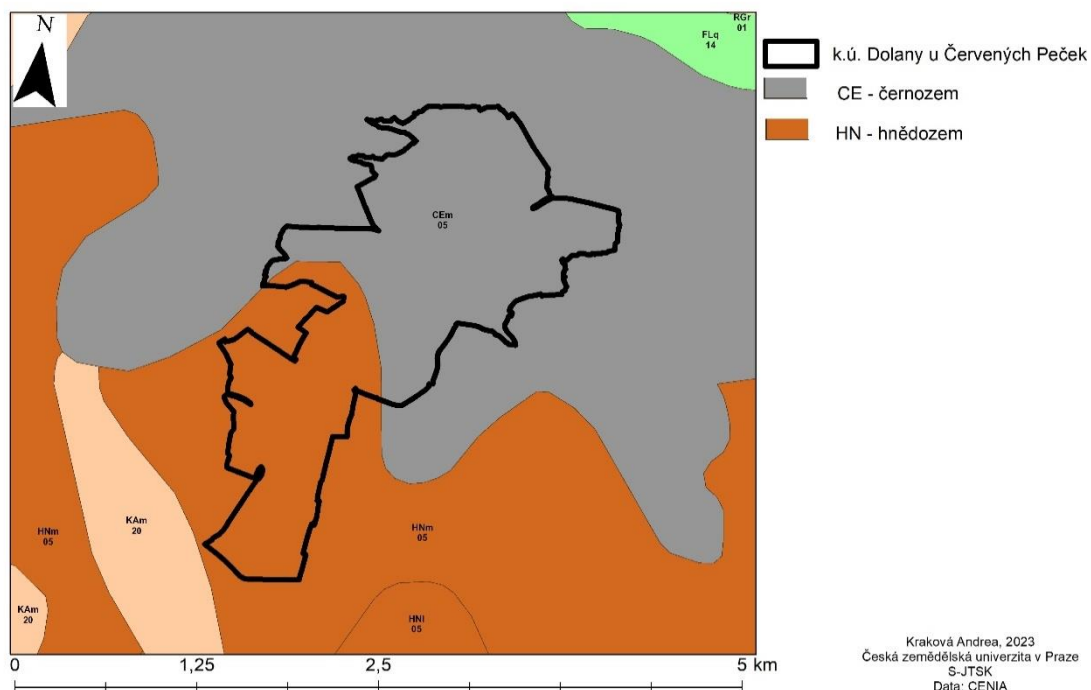 N
RGr
01
FLq
14
k.ú. Dolany u Červených Peček
CE - černozem
HN - hnědozem
CEm
05
HNm
05
KAm
20
HNm
05
KAm
20
HNl
05
0 1,25 2,5 5 km
Kraková Andrea, 2023
Česká zemědělská univerzita v Praze
S-JTSK
Data: CENIA